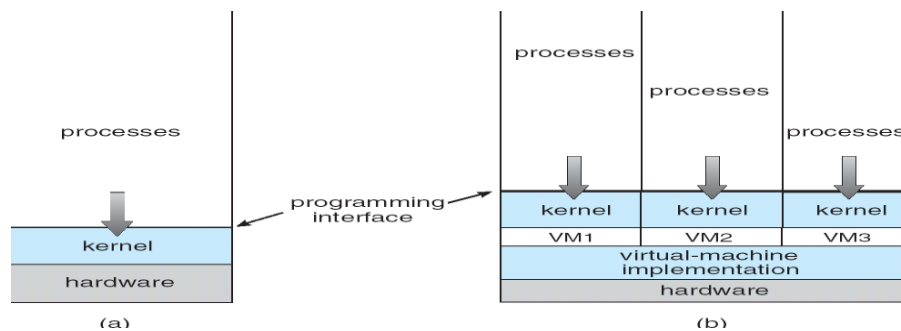 processes
kernel
hardware
(a)
programming
interface
processes
processes
processes
kernel
kernel
kernel
VM1
VM2
VM3
virtual-machine
implementation
hardware
(b)